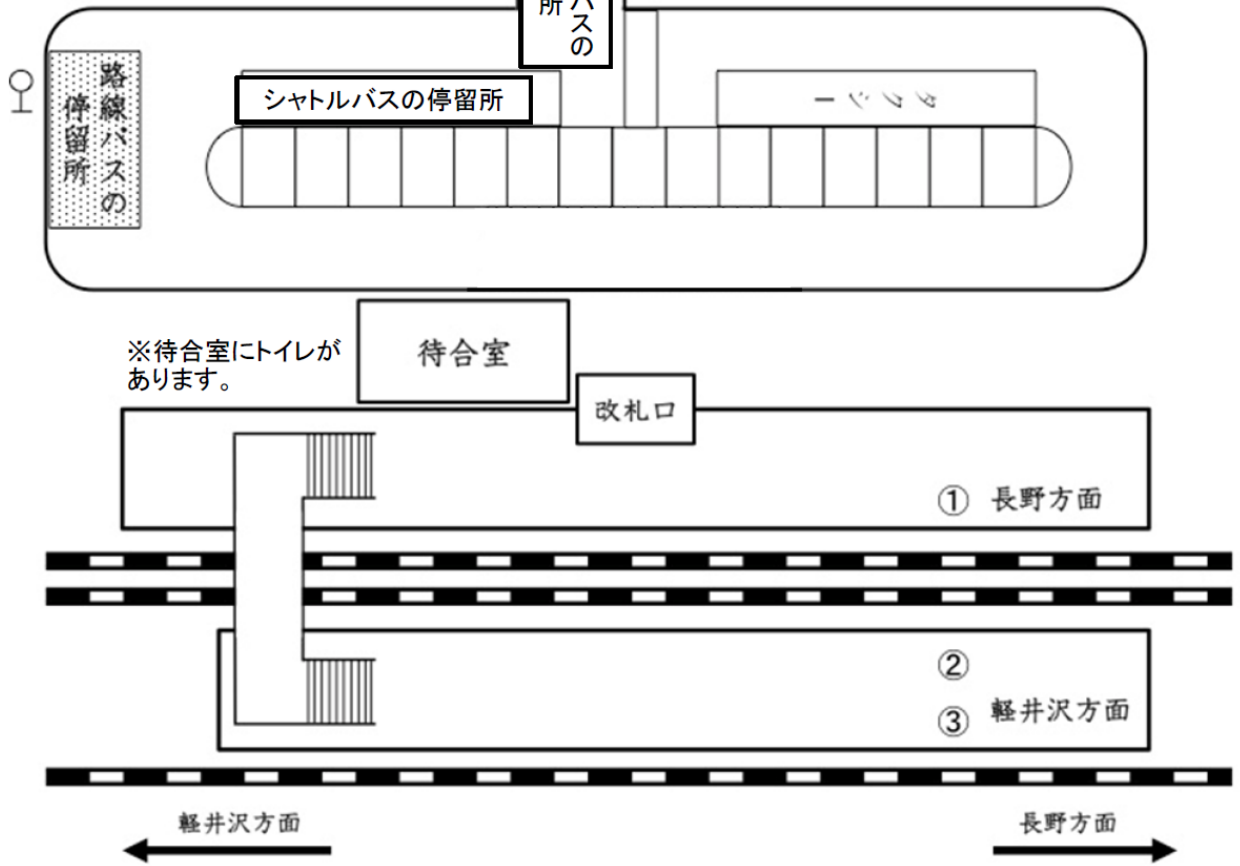 バスの
所
路線バスの
停留所
シャトルバスの停留所
タクシー
※待合室にトイレが
あります。
待合室
改札口
① 長野方面
②
③ 軽井沢方面
軽井沢方面
長野方面